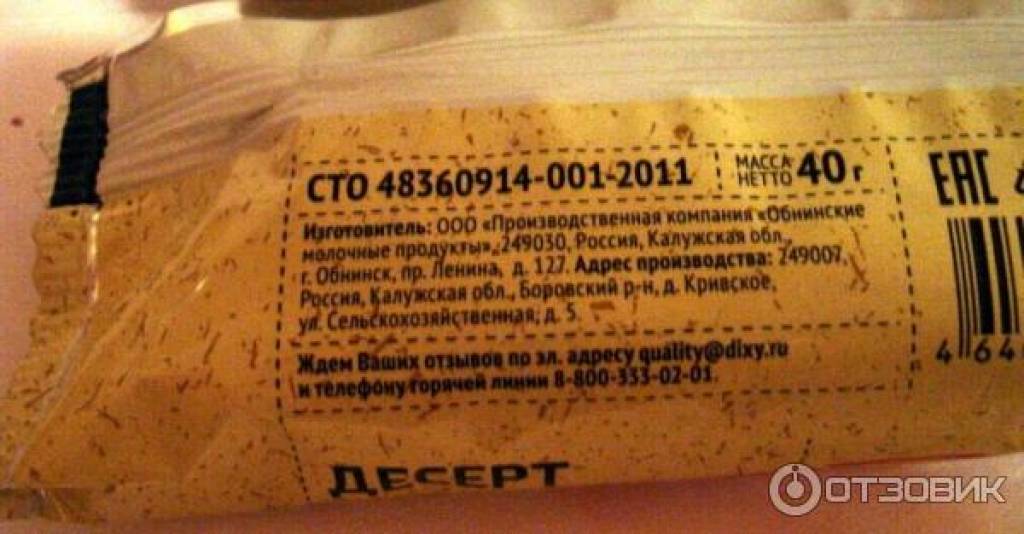 СТО 48360914-001-2011
МАССА
НЕТТО 40 г
ЕАС
Изготовитель: ООО «Производственная компания «Обнинские
молочные продукты», 249030, Россия, Калужская обл.,
г. Обнинск, пр. Ленина, д. 127. Адрес производства: 249007,
Россия, Калужская обл., Боровский р-н, д. Кривское,
ул. Сельскохозяйственная, д. 5.
Ждем Ваших отзывов по эл. адресу quality@dixy.ru
и телефону горячей линии 8-800-333-02-01.
4 64
ДЕСЕРТ
ОТЗОВИК